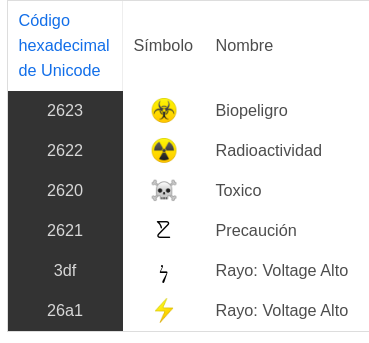 Código
hexadecimal Símbolo Nombre
de Unicode
2623 ☣ Biopeligro
2622 ☢ Radioactividad
2620 ☠ Toxico
2621 ☡ Precaución
3df ϟ Rayo: Voltage Alto
26a1 ⚡ Rayo: Voltage Alto